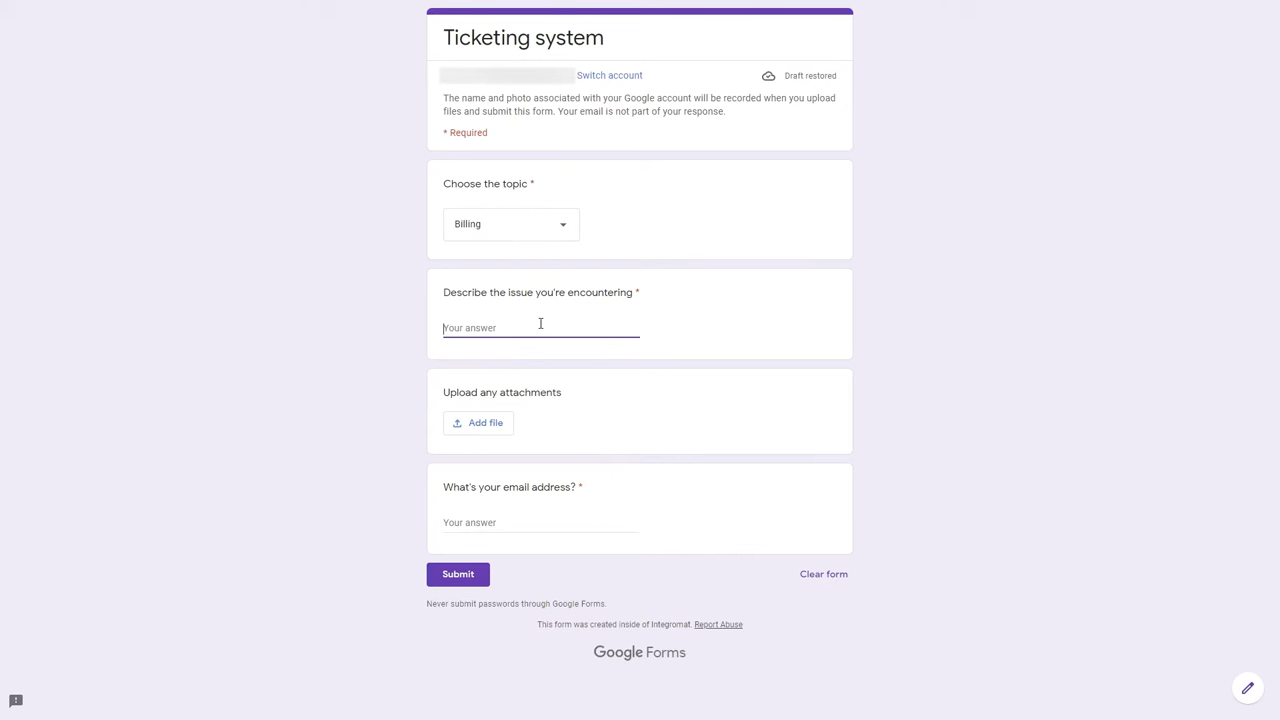 Ticketing system
Switch account
Draft restored
The name and photo associated with your Google account will be recorded when you upload
files and submit this form. Your email is not part of your response.
* Required
Choose the topic *
Billing
Describe the issue you're encountering *
Your answer
Upload any attachments
Add file
What's your email address? *
Your answer
Submit
Clear form
Never submit passwords through Google Forms.
This form was created inside of Integromat. Report Abuse
Google Forms